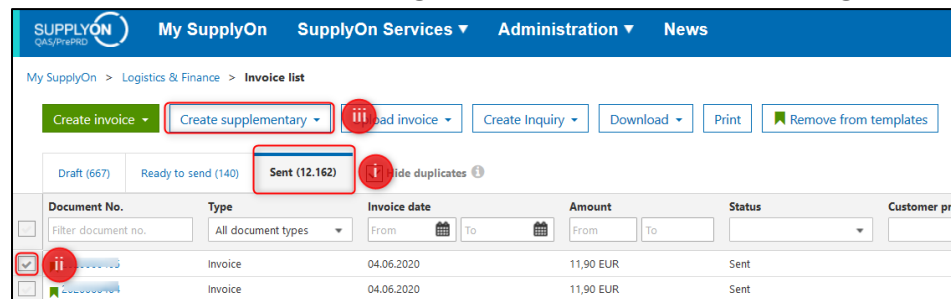 SUPPLYON My SupplyOn SupplyOn Services Administration News
QAS/PrePRD
My SupplyOn > Logistics & Finance > Invoice list
Create invoice Create supplementary iii load invoice Create Inquiry Download Print Remove from templates
Draft (667) Ready to send (140) Sent (12.162) i Hide duplicates
Document No. Type Invoice date Amount Status Customer pr
Filter document no. All document types From To From To
ii Invoice 04.06.2020 11,90 EUR Sent
Invoice 04.06.2020 11,90 EUR Sent